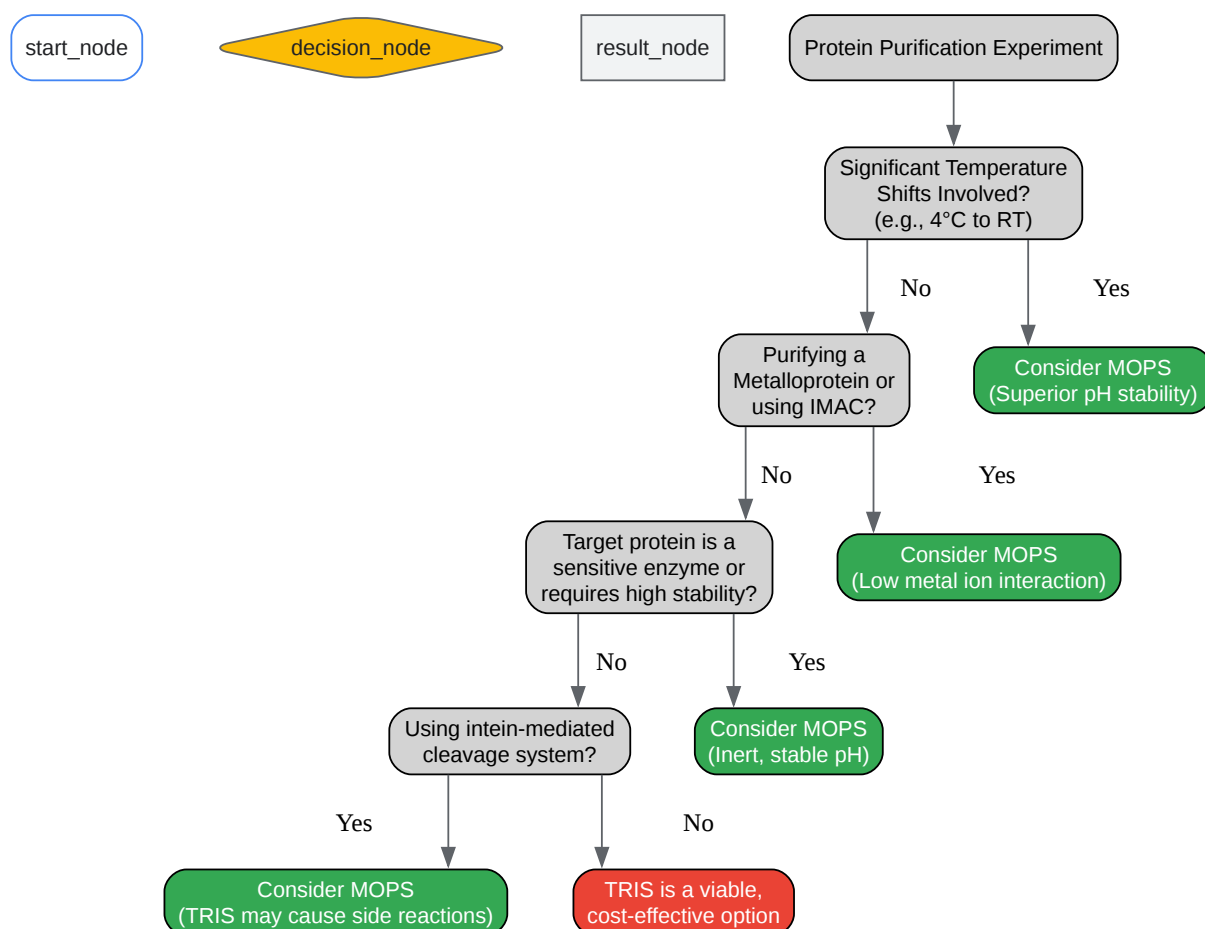 start_node
decision_node
result_node
Protein Purification Experiment
Significant Temperature
Shifts Involved?
(e.g., 4°C to RT)
No
Yes
Purifying a
Metalloprotein or
using IMAC?
Consider MOPS
(Superior pH stability)
No
Yes
Target protein is a
sensitive enzyme or
requires high stability?
Consider MOPS
(Low metal ion interaction)
No
Yes
Using intein-mediated
cleavage system?
Consider MOPS
(Inert, stable pH)
Yes
No
Consider MOPS
(TRIS may cause side reactions)
TRIS is a viable,
cost-effective option